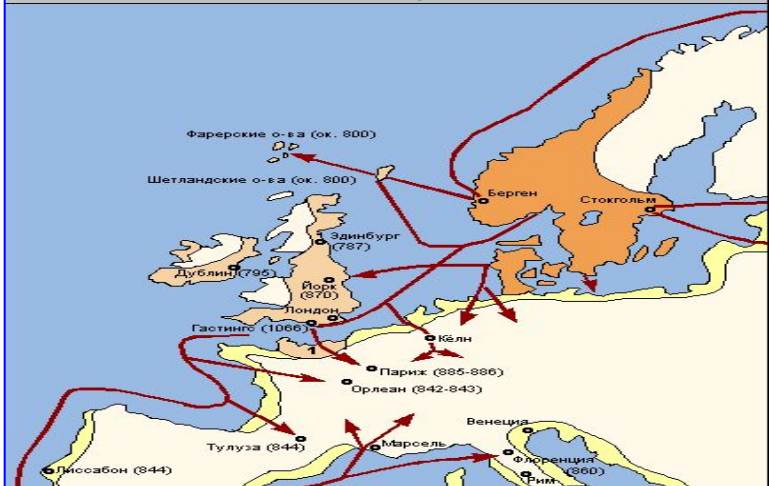 Фарерские о-ва (ок. 800)
Шетландские о-ва (ок. 800)
Берген
Стокгольм
Эдинбург
(787)
Дублин (795)
Йорк
(870)
Лондон
Гастингс (1066)
1
Кёлн
Париж (885-886)
Орлеан (842-843)
Венеция
Тулуза (844)
Марсель
Флоренция
(860)
Лиссабон (844)
Рим